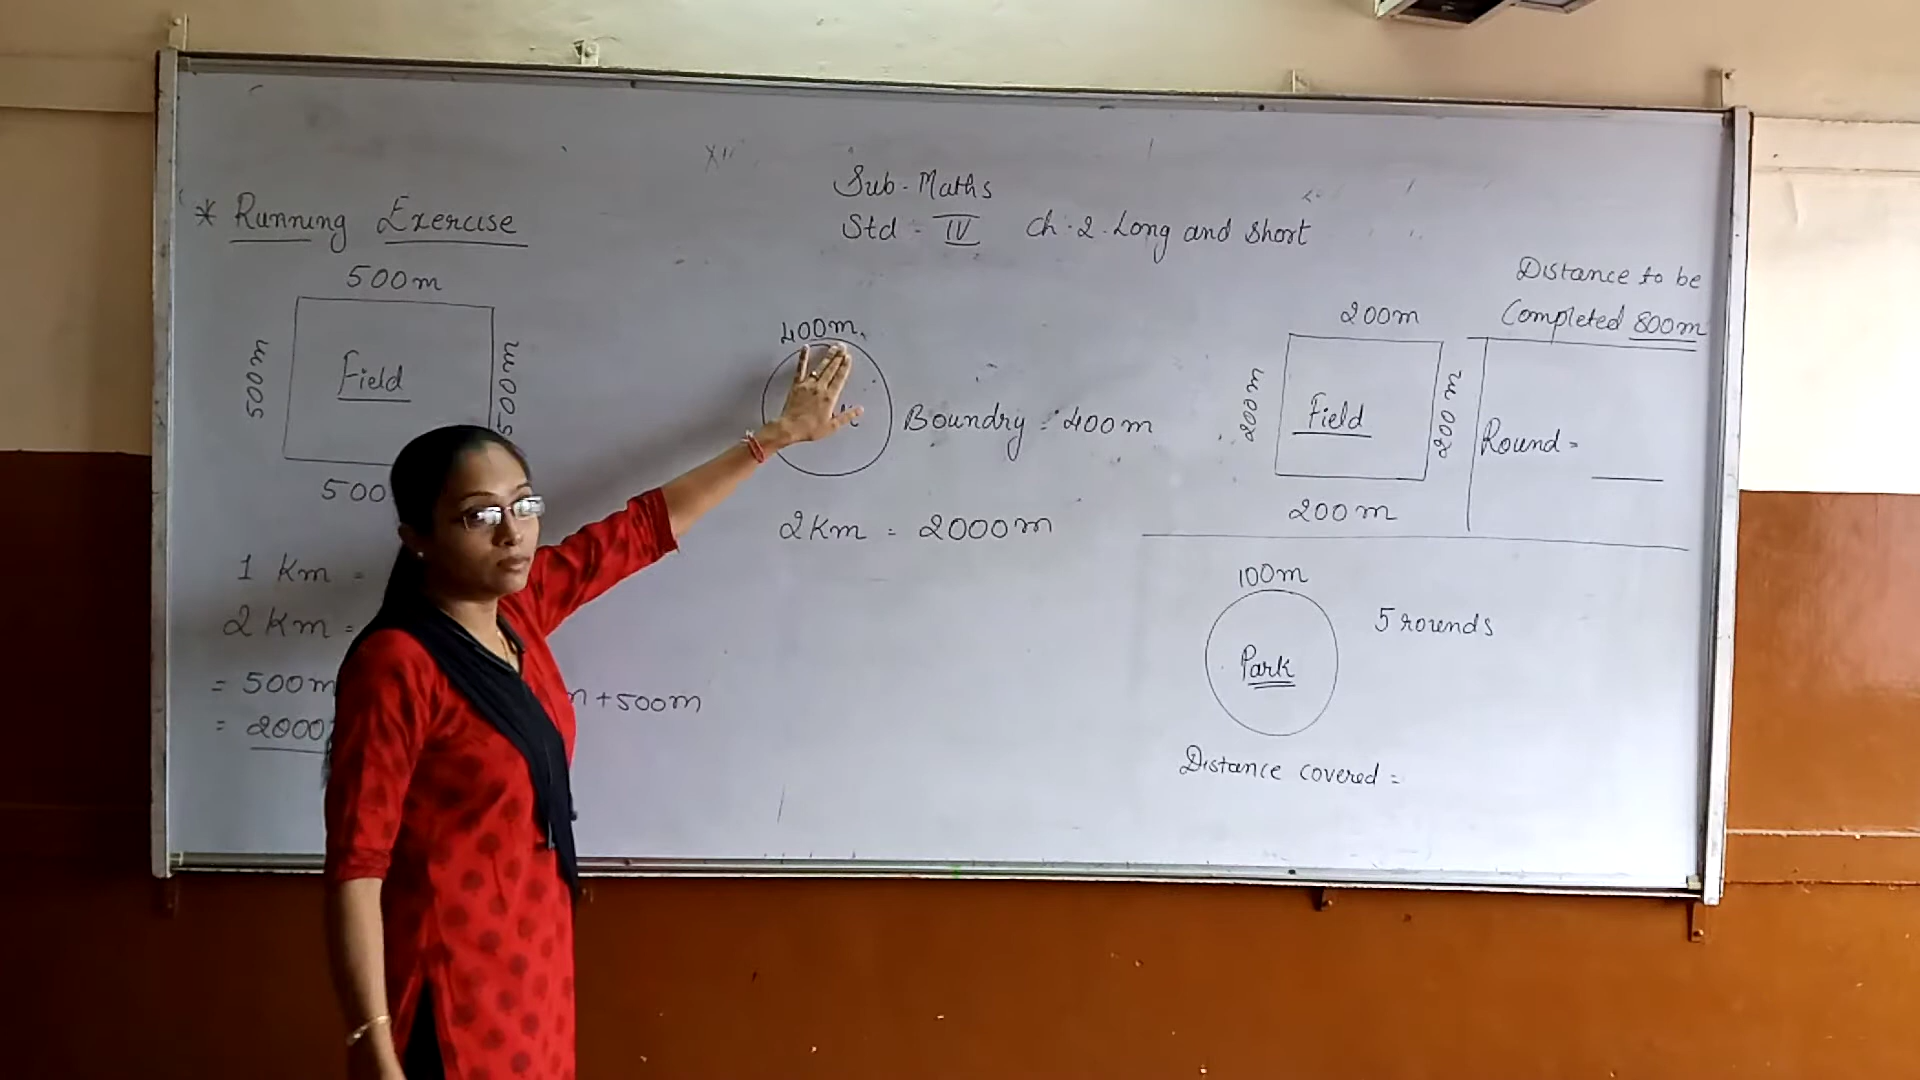 Sub - Maths
Std - IV Ch. 2. Long and Short
* Running Exercise
500m
500m
Field
500m
500
1 Km =
2 Km =
= 500m
+500m
= 2000
400m
Boundry = 400m
2Km = 2000m
Distance to be
Completed 800m
200m
200m
Field
200m
200m
Round =
100m
Park
5 rounds
Distance covered =